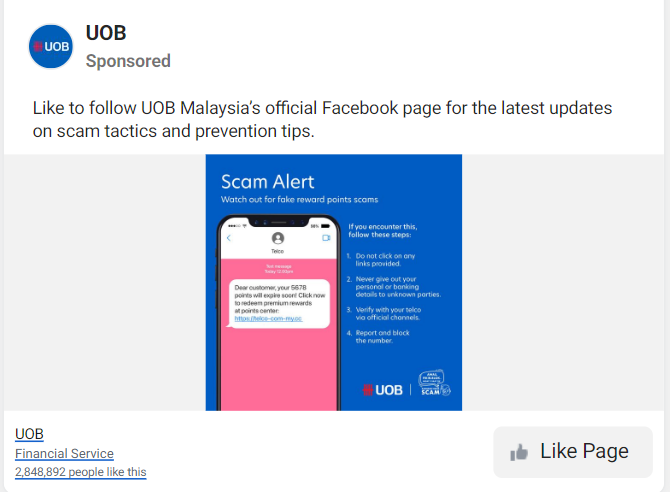 UOB
UOB
Sponsored
Like to follow UOB Malaysia's official Facebook page for the latest updates
on scam tactics and prevention tips.
Scam Alert
Watch out for fake reward points scams
Telco
Text message
Today 12:00pm
Dear customer, your 5678
points will expire soon! Click now
to redeem premium rewards
at points center:
https://telco-com-my.cc
If you encounter this,
follow these steps:
1. Do not click on any
links provided.
2. Never give out your
personal or banking
details to unknown parties.
3. Verify with your telco
via official channels.
4. Report and block
the number.
UOB
SCAM
UOB
Financial Service
2,848,892 people like this
Like Page